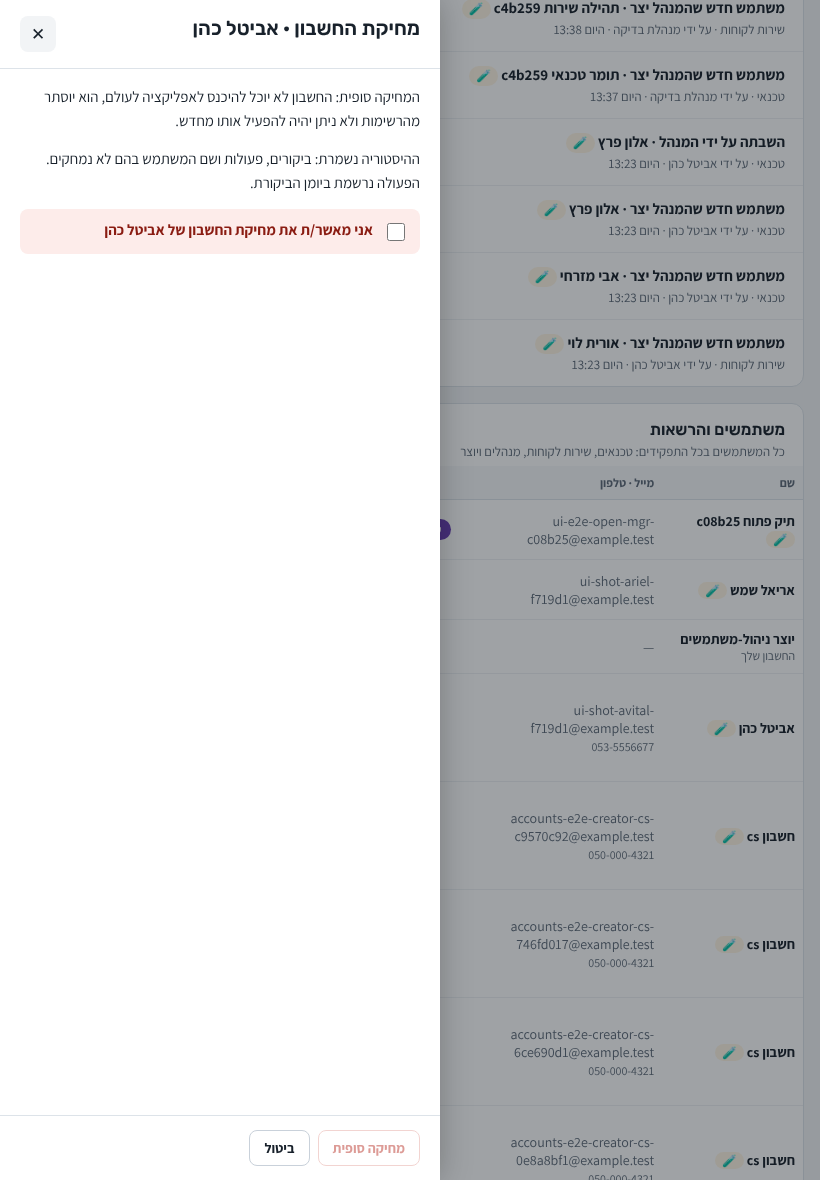 מחיקת החשבון • אביטל כהן
✕
המחיקה סופית: החשבון לא יוכל להיכנס לאפליקציה לעולם, הוא יוסתר
מהרשימות ולא ניתן יהיה להפעיל אותו מחדש.
ההיסטוריה נשמרת: ביקורים, פעולות ושם המשתמש בהם לא נמחקים.
הפעולה נרשמת ביומן הביקורת.
אני מאשר/ת את מחיקת החשבון של אביטל כהן
מחיקה סופית
ביטול
משתמש חדש שהמנהל יצר · תהילה שירות c4b259
שירות לקוחות · על ידי מנהלת בדיקה · היום 13:38
משתמש חדש שהמנהל יצר · תומר טכנאי c4b259
טכנאי · על ידי מנהלת בדיקה · היום 13:37
השבתה על ידי המנהל · אלון פרץ
טכנאי · על ידי אביטל כהן · היום 13:23
משתמש חדש שהמנהל יצר · אלון פרץ
טכנאי · על ידי אביטל כהן · היום 13:23
משתמש חדש שהמנהל יצר · אבי מזרחי
טכנאי · על ידי אביטל כהן · היום 13:23
משתמש חדש שהמנהל יצר · אורית לוי
שירות לקוחות · על ידי אביטל כהן · היום 13:23
משתמשים והרשאות
כל המשתמשים בכל התפקידים: טכנאים, שירות לקוחות, מנהלים ויוצר
שם
מייל · טלפון
תיק פתוח c08b25
ui-e2e-open-mgr-
c08b25@example.test
אריאל שמש
ui-shot-ariel-
f719d1@example.test
יוצר ניהול-משתמשים
החשבון שלך
—
אביטל כהן
ui-shot-avital-
f719d1@example.test
053-5556677
חשבון cs
accounts-e2e-creator-cs-
c9570c92@example.test
050-000-4321
חשבון cs
accounts-e2e-creator-cs-
746fd017@example.test
050-000-4321
חשבון cs
accounts-e2e-creator-cs-
6ce690d1@example.test
050-000-4321
חשבון cs
accounts-e2e-creator-cs-
0e8a8bf1@example.test
050-000-4321